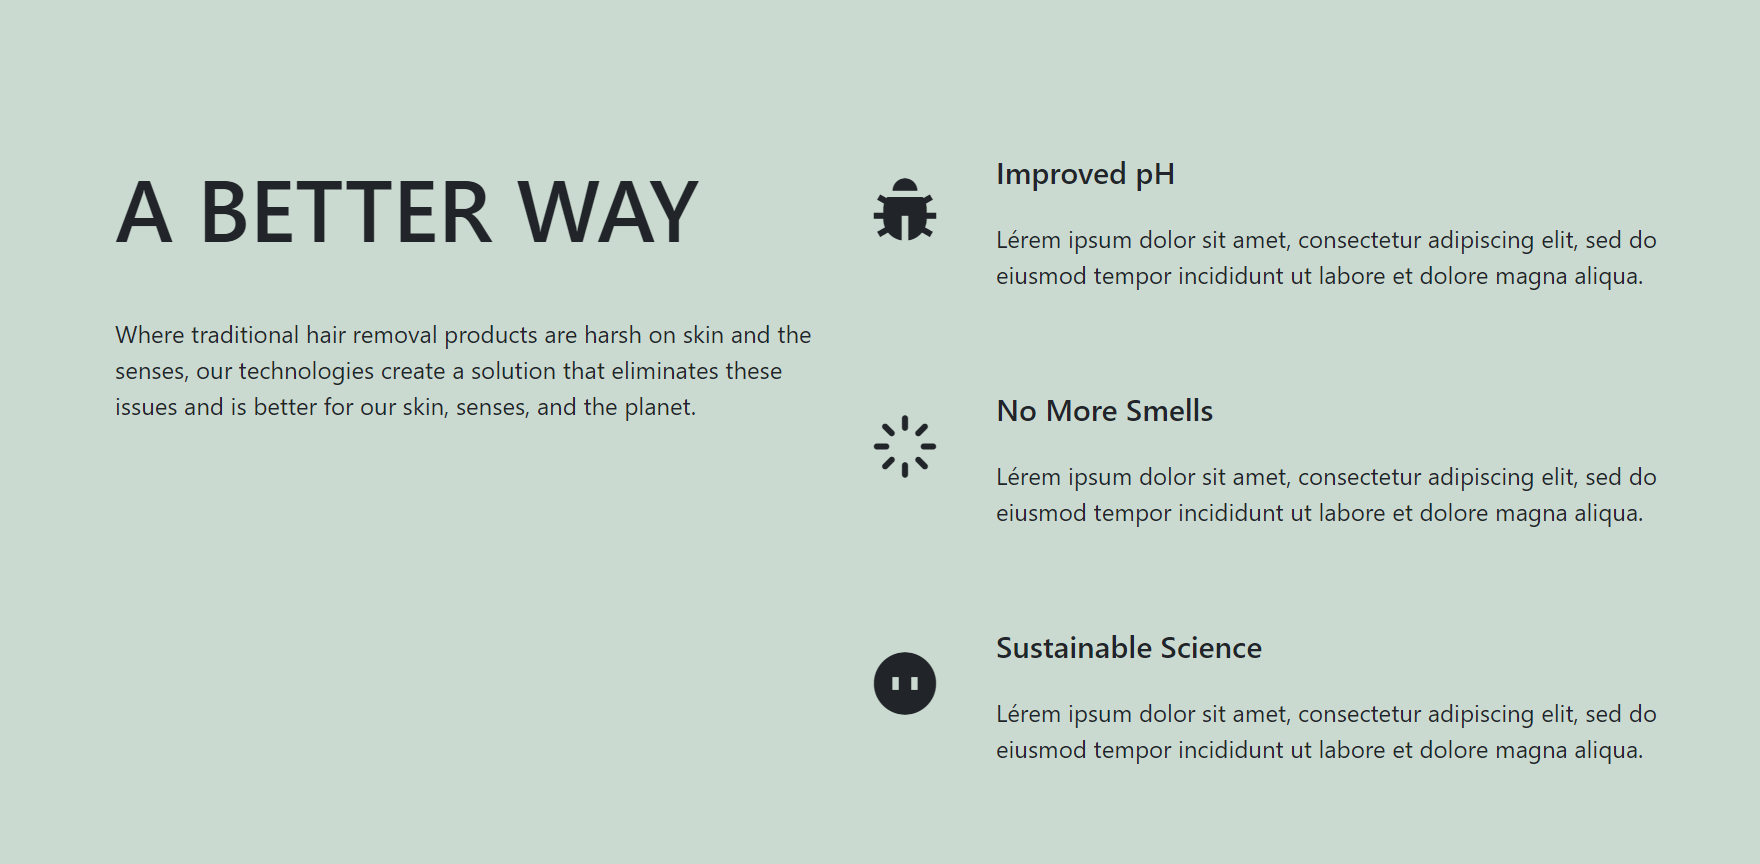 A BETTER WAY
Where traditional hair removal products are harsh on skin and the
senses, our technologies create a solution that eliminates these
issues and is better for our skin, senses, and the planet.
Improved pH
Lérem ipsum dolor sit amet, consectetur adipiscing elit, sed do
eiusmod tempor incididunt ut labore et dolore magna aliqua.
No More Smells
Lérem ipsum dolor sit amet, consectetur adipiscing elit, sed do
eiusmod tempor incididunt ut labore et dolore magna aliqua.
Sustainable Science
Lérem ipsum dolor sit amet, consectetur adipiscing elit, sed do
eiusmod tempor incididunt ut labore et dolore magna aliqua.